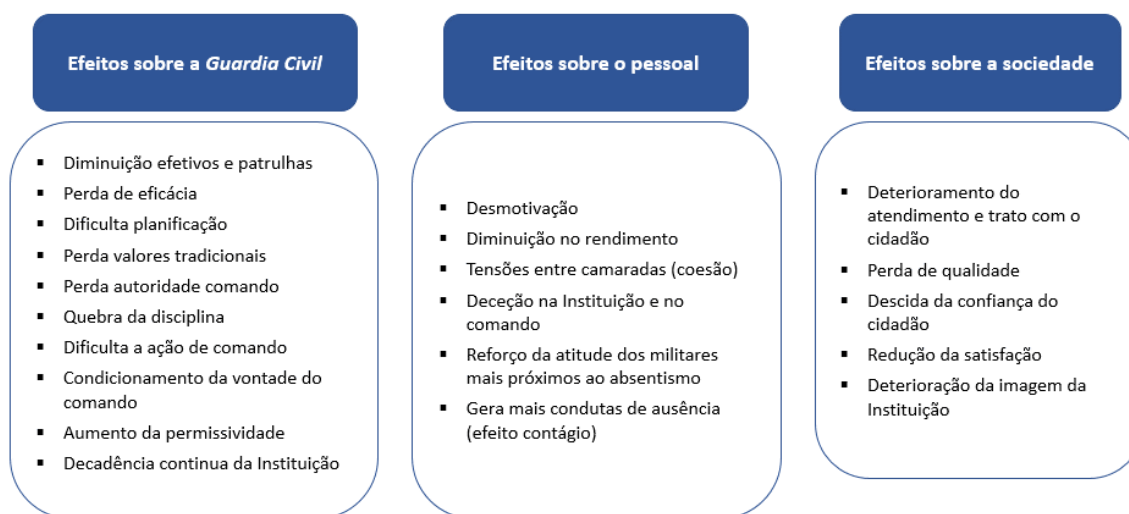 Efeitos sobre a Guardia Civil
▪ Diminuição efetivos e patrulhas
▪ Perda de eficácia
▪ Dificulta planificação
▪ Perda valores tradicionais
▪ Perda autoridade comando
▪ Quebra da disciplina
▪ Dificulta a ação de comando
▪ Condicionamento da vontade do
comando
▪ Aumento da permissividade
▪ Decadência continua da Instituição
Efeitos sobre o pessoal
▪ Desmotivação
▪ Diminuição no rendimento
▪ Tensões entre camaradas (coesão)
▪ Deceção na Instituição e no
comando
▪ Reforço da atitude dos militares
mais próximos ao absentismo
▪ Gera mais condutas de ausência
(efeito contágio)
Efeitos sobre a sociedade
▪ Deterioramento do
atendimento e trato com o
cidadão
▪ Perda de qualidade
▪ Descida da confiança do
cidadão
▪ Redução da satisfação
▪ Deterioração da imagem da
Instituição